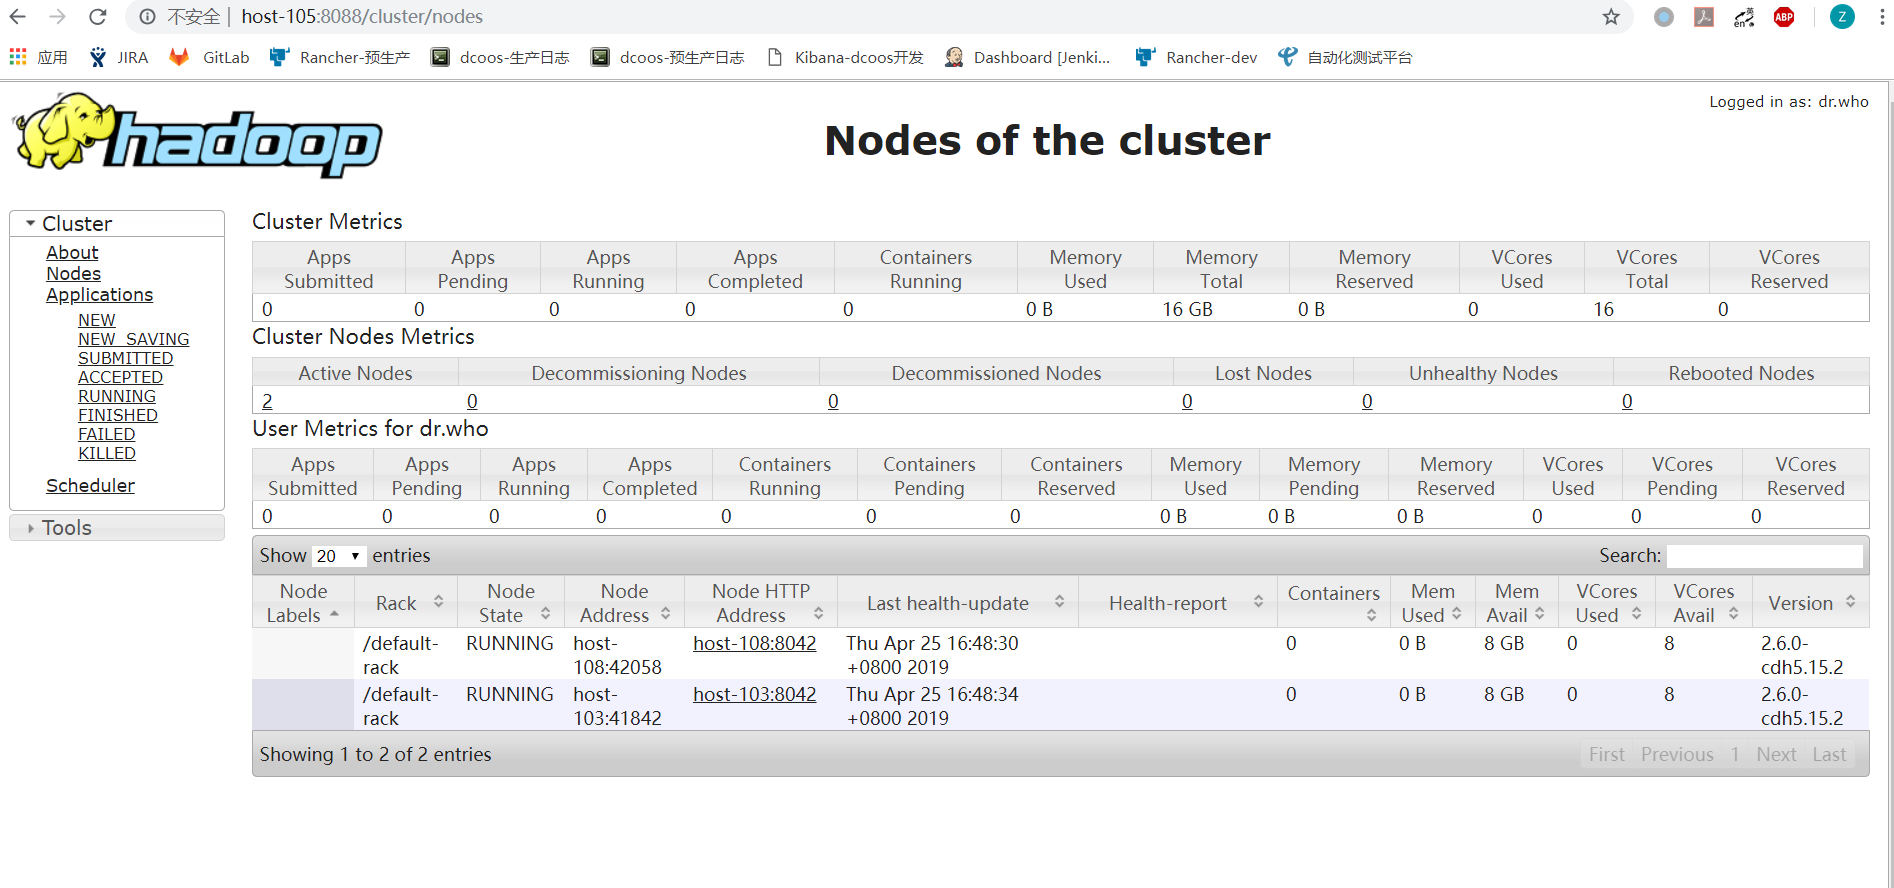 不安全 | host-105:8088/cluster/nodes
en 英 ABP Z
应用 JIRA GitLab Rancher-预生产 dcoos-生产日志 dcoos-预生产日志 Kibana-dcoos开发 Dashboard [Jenki... Rancher-dev 自动化测试平台
Logged in as: dr.who
hadoop
Nodes of the cluster
Cluster
About
Nodes
Applications
NEW
NEW_SAVING
SUBMITTED
ACCEPTED
RUNNING
FINISHED
FAILED
KILLED
Scheduler
Tools
Cluster Metrics
Apps Submitted Apps Pending Apps Running Apps Completed Containers Running Memory Used Memory Total Memory Reserved VCores Used VCores Total VCores Reserved
0 0 0 0 0 0 B 16 GB 0 B 0 16 0
Cluster Nodes Metrics
Active Nodes Decommissioning Nodes Decommissioned Nodes Lost Nodes Unhealthy Nodes Rebooted Nodes
2 0 0 0 0 0
User Metrics for dr.who
Apps Submitted Apps Pending Apps Running Apps Completed Containers Running Containers Pending Containers Reserved Memory Used Memory Pending Memory Reserved VCores Used VCores Pending VCores Reserved
0 0 0 0 0 0 0 0 B 0 B 0 B 0 0 0
Show 20 entries Search:
Node Labels Rack Node State Node Address Node HTTP Address Last health-update Health-report Containers Mem Used Mem Avail VCores Used VCores Avail Version
/default-rack RUNNING host-108:42058 host-108:8042 Thu Apr 25 16:48:30 +0800 2019 0 0 B 8 GB 0 8 2.6.0-cdh5.15.2
/default-rack RUNNING host-103:41842 host-103:8042 Thu Apr 25 16:48:34 +0800 2019 0 0 B 8 GB 0 8 2.6.0-cdh5.15.2
Showing 1 to 2 of 2 entries First Previous 1 Next Last